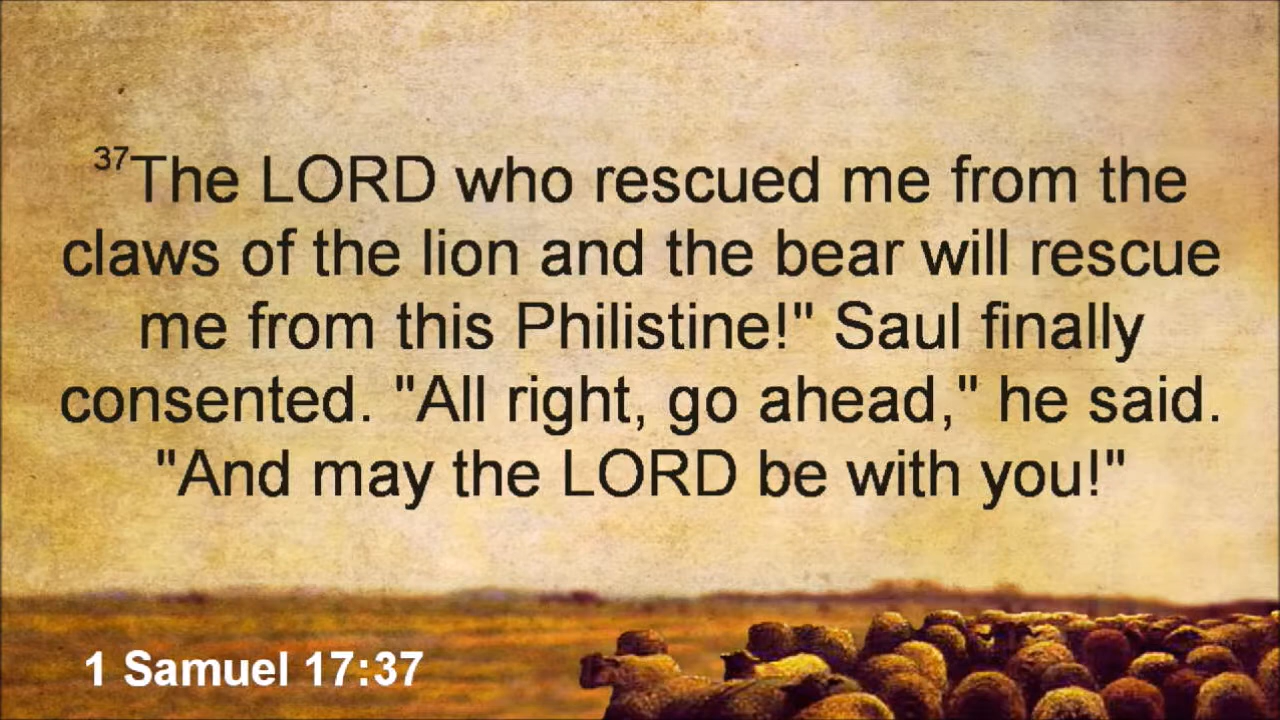 37The LORD who rescued me from the
claws of the lion and the bear will rescue
me from this Philistine!" Saul finally
consented. "All right, go ahead," he said.
"And may the LORD be with you!"
1 Samuel 17:37